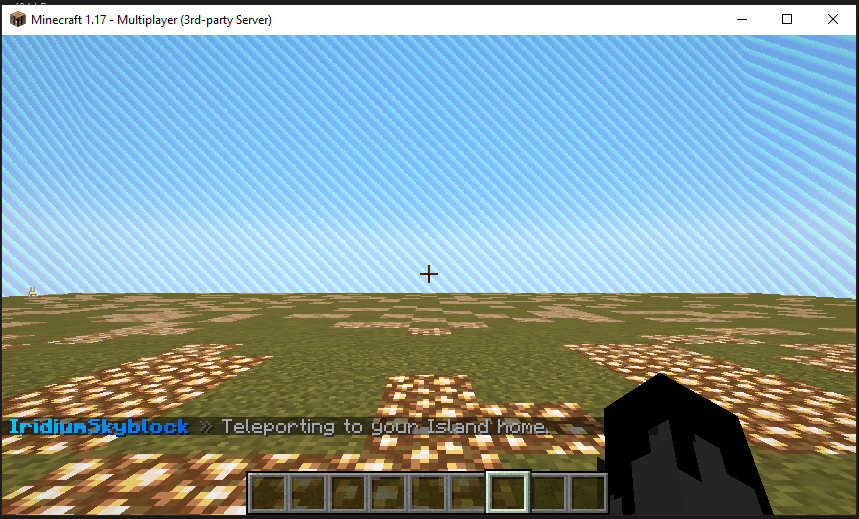 Minecraft 1.17 - Multiplayer (3rd-party Server)
IridiumSkyblock » Teleporting to your Island home.